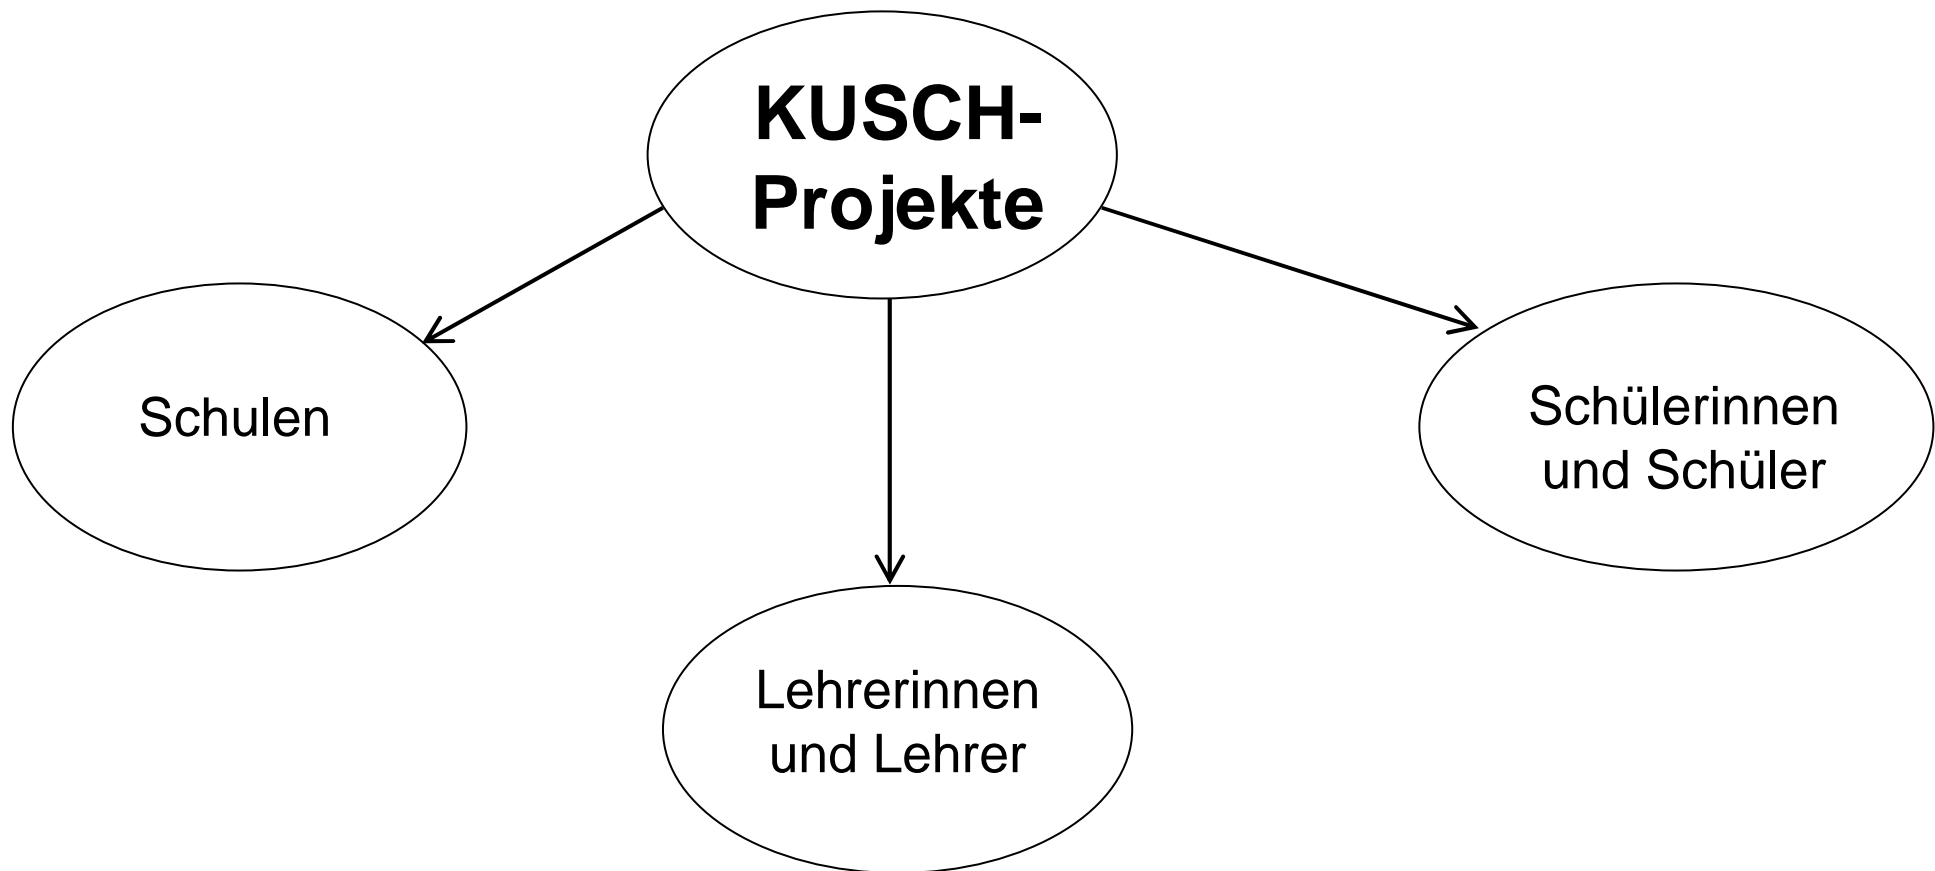 KUSCH-
Projekte
Schulen
Schülerinnen
und Schüler
Lehrerinnen
und Lehrer